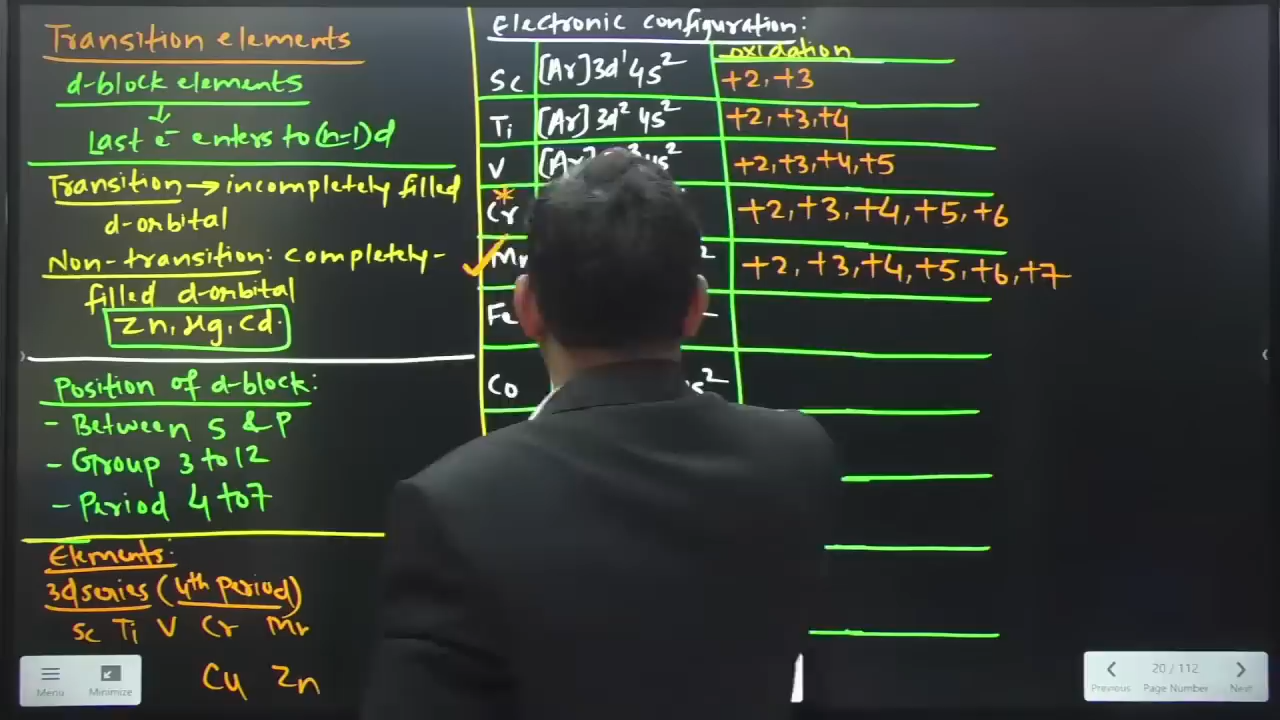 Transition elements
d-block elements
↓
Last e⁻ enters to (n-1)d
Transition → incompletely filled
d-orbital
Non-transition: completely-
filled d-orbital
Zn, Hg, Cd.
Position of d-block:
- Between S & P
- Group 3 to 12
- Period 4 to 7
Elements:
3d series (4th period)
Sc Ti V Cr
Cu Zn
Electronic configuration:
oxidation
Sc [Ar] 3d¹ 4s² +2, +3
Ti [Ar] 3d² 4s² +2, +3, +4
V +2, +3, +4, +5
* Cr +2, +3, +4, +5, +6
✓ +2, +3, +4, +5, +6, +7
Fe
Co
Menu Minimize
20 / 112
Previous Page Number Next